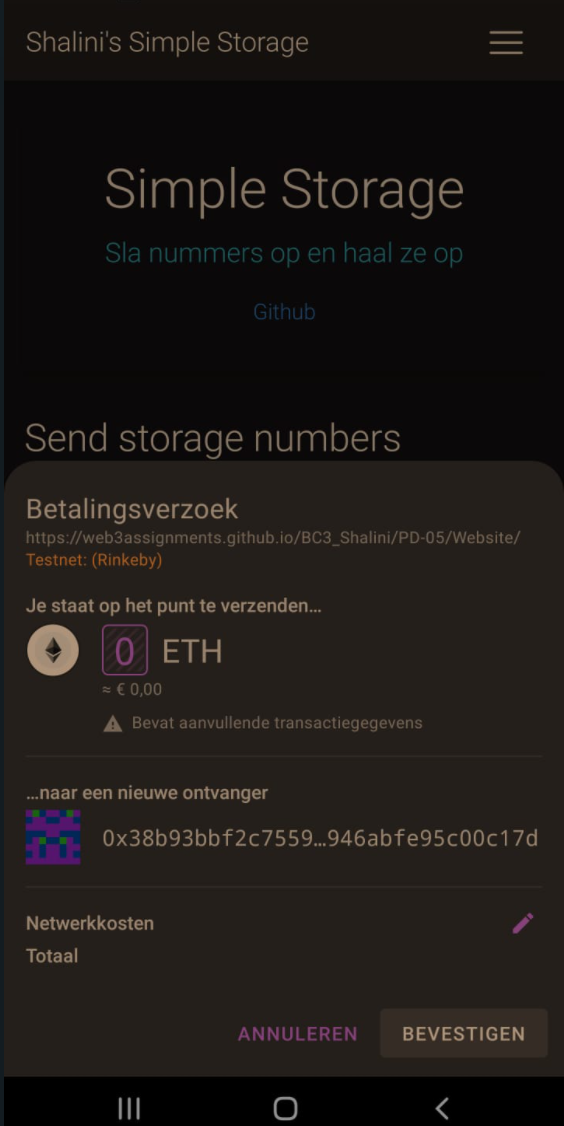 Shalini's Simple Storage
Simple Storage
Sla nummers op en haal ze op
Github
Send storage numbers
Betalingsverzoek
https://web3assignments.github.io/BC3_Shalini/PD-05/Website/
Testnet: (Rinkeby)
Je staat op het punt te verzenden…
0 ETH
≈ € 0,00
Bevat aanvullende transactiegegevens
…naar een nieuwe ontvanger
0x38b93bbf2c7559…946abfe95c00c17d
Netwerkkosten
Totaal
ANNULEREN BEVESTIGEN